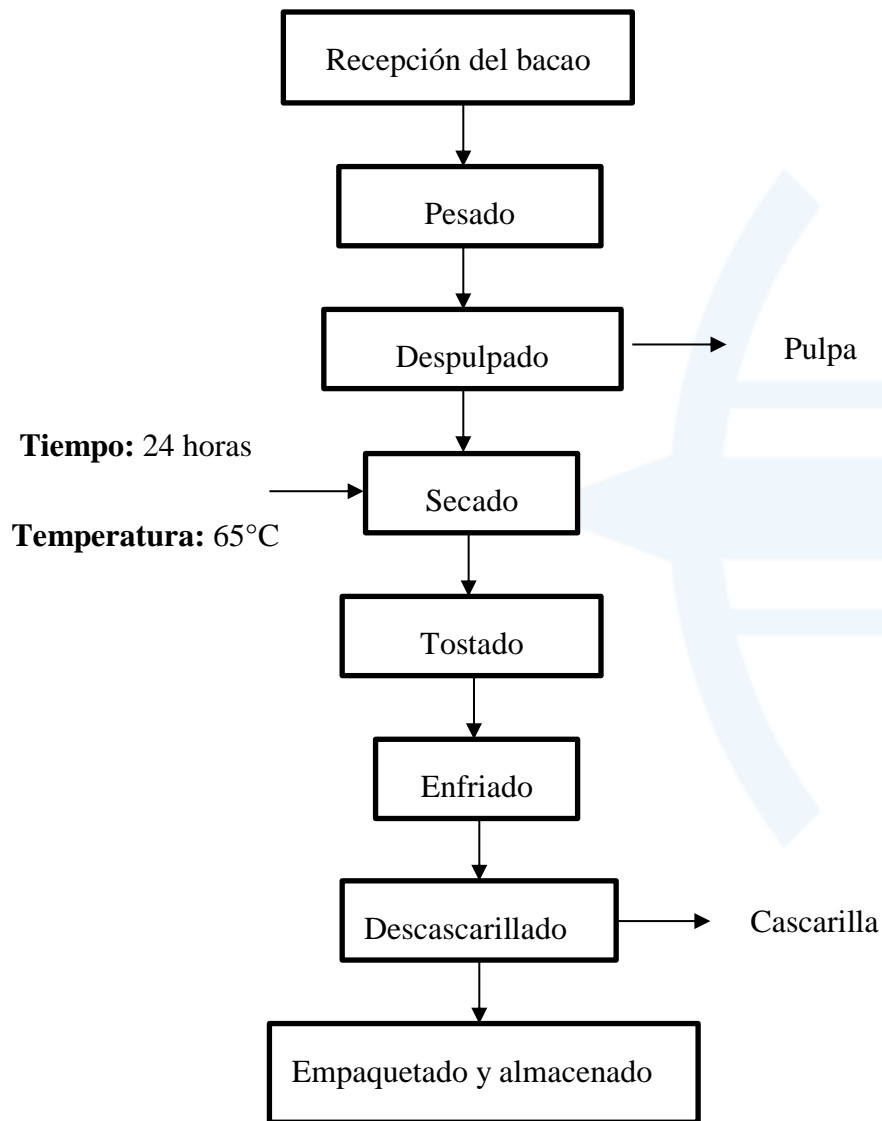 Recepción del bacao
Pesado
Despulpado
Pulpa
Tiempo: 24 horas
Secado
Temperatura: 65°C
Tostado
Enfriado
Descascarillado
Cascarilla
Empaquetado y almacenado